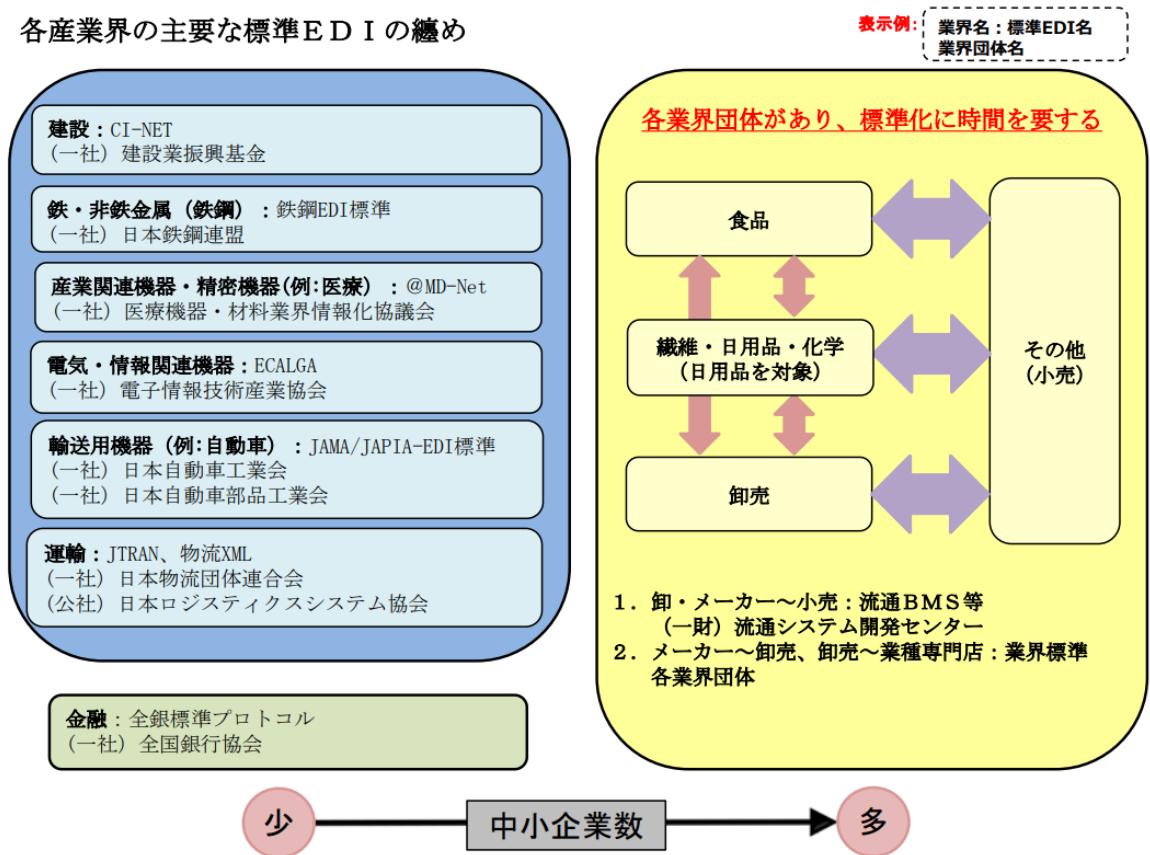 各産業界の主要な標準ＥＤＩの纏め
表示例:
業界名：標準EDI名
業界団体名
建設：CI-NET
(一社) 建設業振興基金
鉄・非鉄金属（鉄鋼）：鉄鋼EDI標準
(一社) 日本鉄鋼連盟
産業関連機器・精密機器(例:医療）：＠MD-Net
(一社) 医療機器・材料業界情報化協議会
電気・情報関連機器：ECALGA
(一社) 電子情報技術産業協会
輸送用機器（例:自動車）：JAMA/JAPIA-EDI標準
(一社) 日本自動車工業会
(一社) 日本自動車部品工業会
運輸：JTRAN、物流XML
(一社) 日本物流団体連合会
(公社) 日本ロジスティクスシステム協会
金融：全銀標準プロトコル
(一社) 全国銀行協会
各業界団体があり、標準化に時間を要する
食品
繊維・日用品・化学
(日用品を対象)
卸売
その他
(小売)
１．卸・メーカー～小売：流通ＢＭＳ等
(一財) 流通システム開発センター
２．メーカー～卸売、卸売～業種専門店：業界標準
各業界団体
少
中小企業数
多